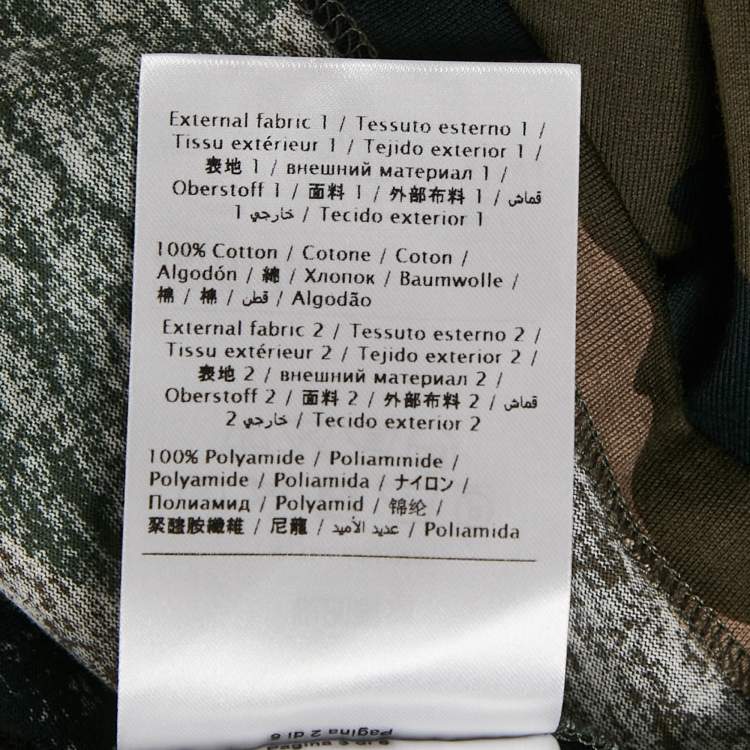 External fabric 1 / Tessuto esterno 1 /
Tissu extérieur 1 / Tejido exterior 1 /
表地 1 / внешний материал 1 /
Oberstoff 1 / 面料 1 / 外部布料 1 / قماش
خارجي 1 / Tecido exterior 1
100% Cotton / Cotone / Coton /
Algodón / 綿 / Хлопок / Baumwolle /
棉 / 棉 / قطن / Algodão
External fabric 2 / Tessuto esterno 2 /
Tissu extérieur 2 / Tejido exterior 2 /
表地 2 / внешний материал 2 /
Oberstoff 2 / 面料 2 / 外部布料 2 / قماش
خارجي 2 / Tecido exterior 2
100% Polyamide / Poliammide /
Polyamide / Poliamida / ナイロン /
Полиамид / Polyamid / 锦纶 /
聚醯胺纖維 / 尼龍 / عديد الأميد / Poliamida
Pagina 2 di 6